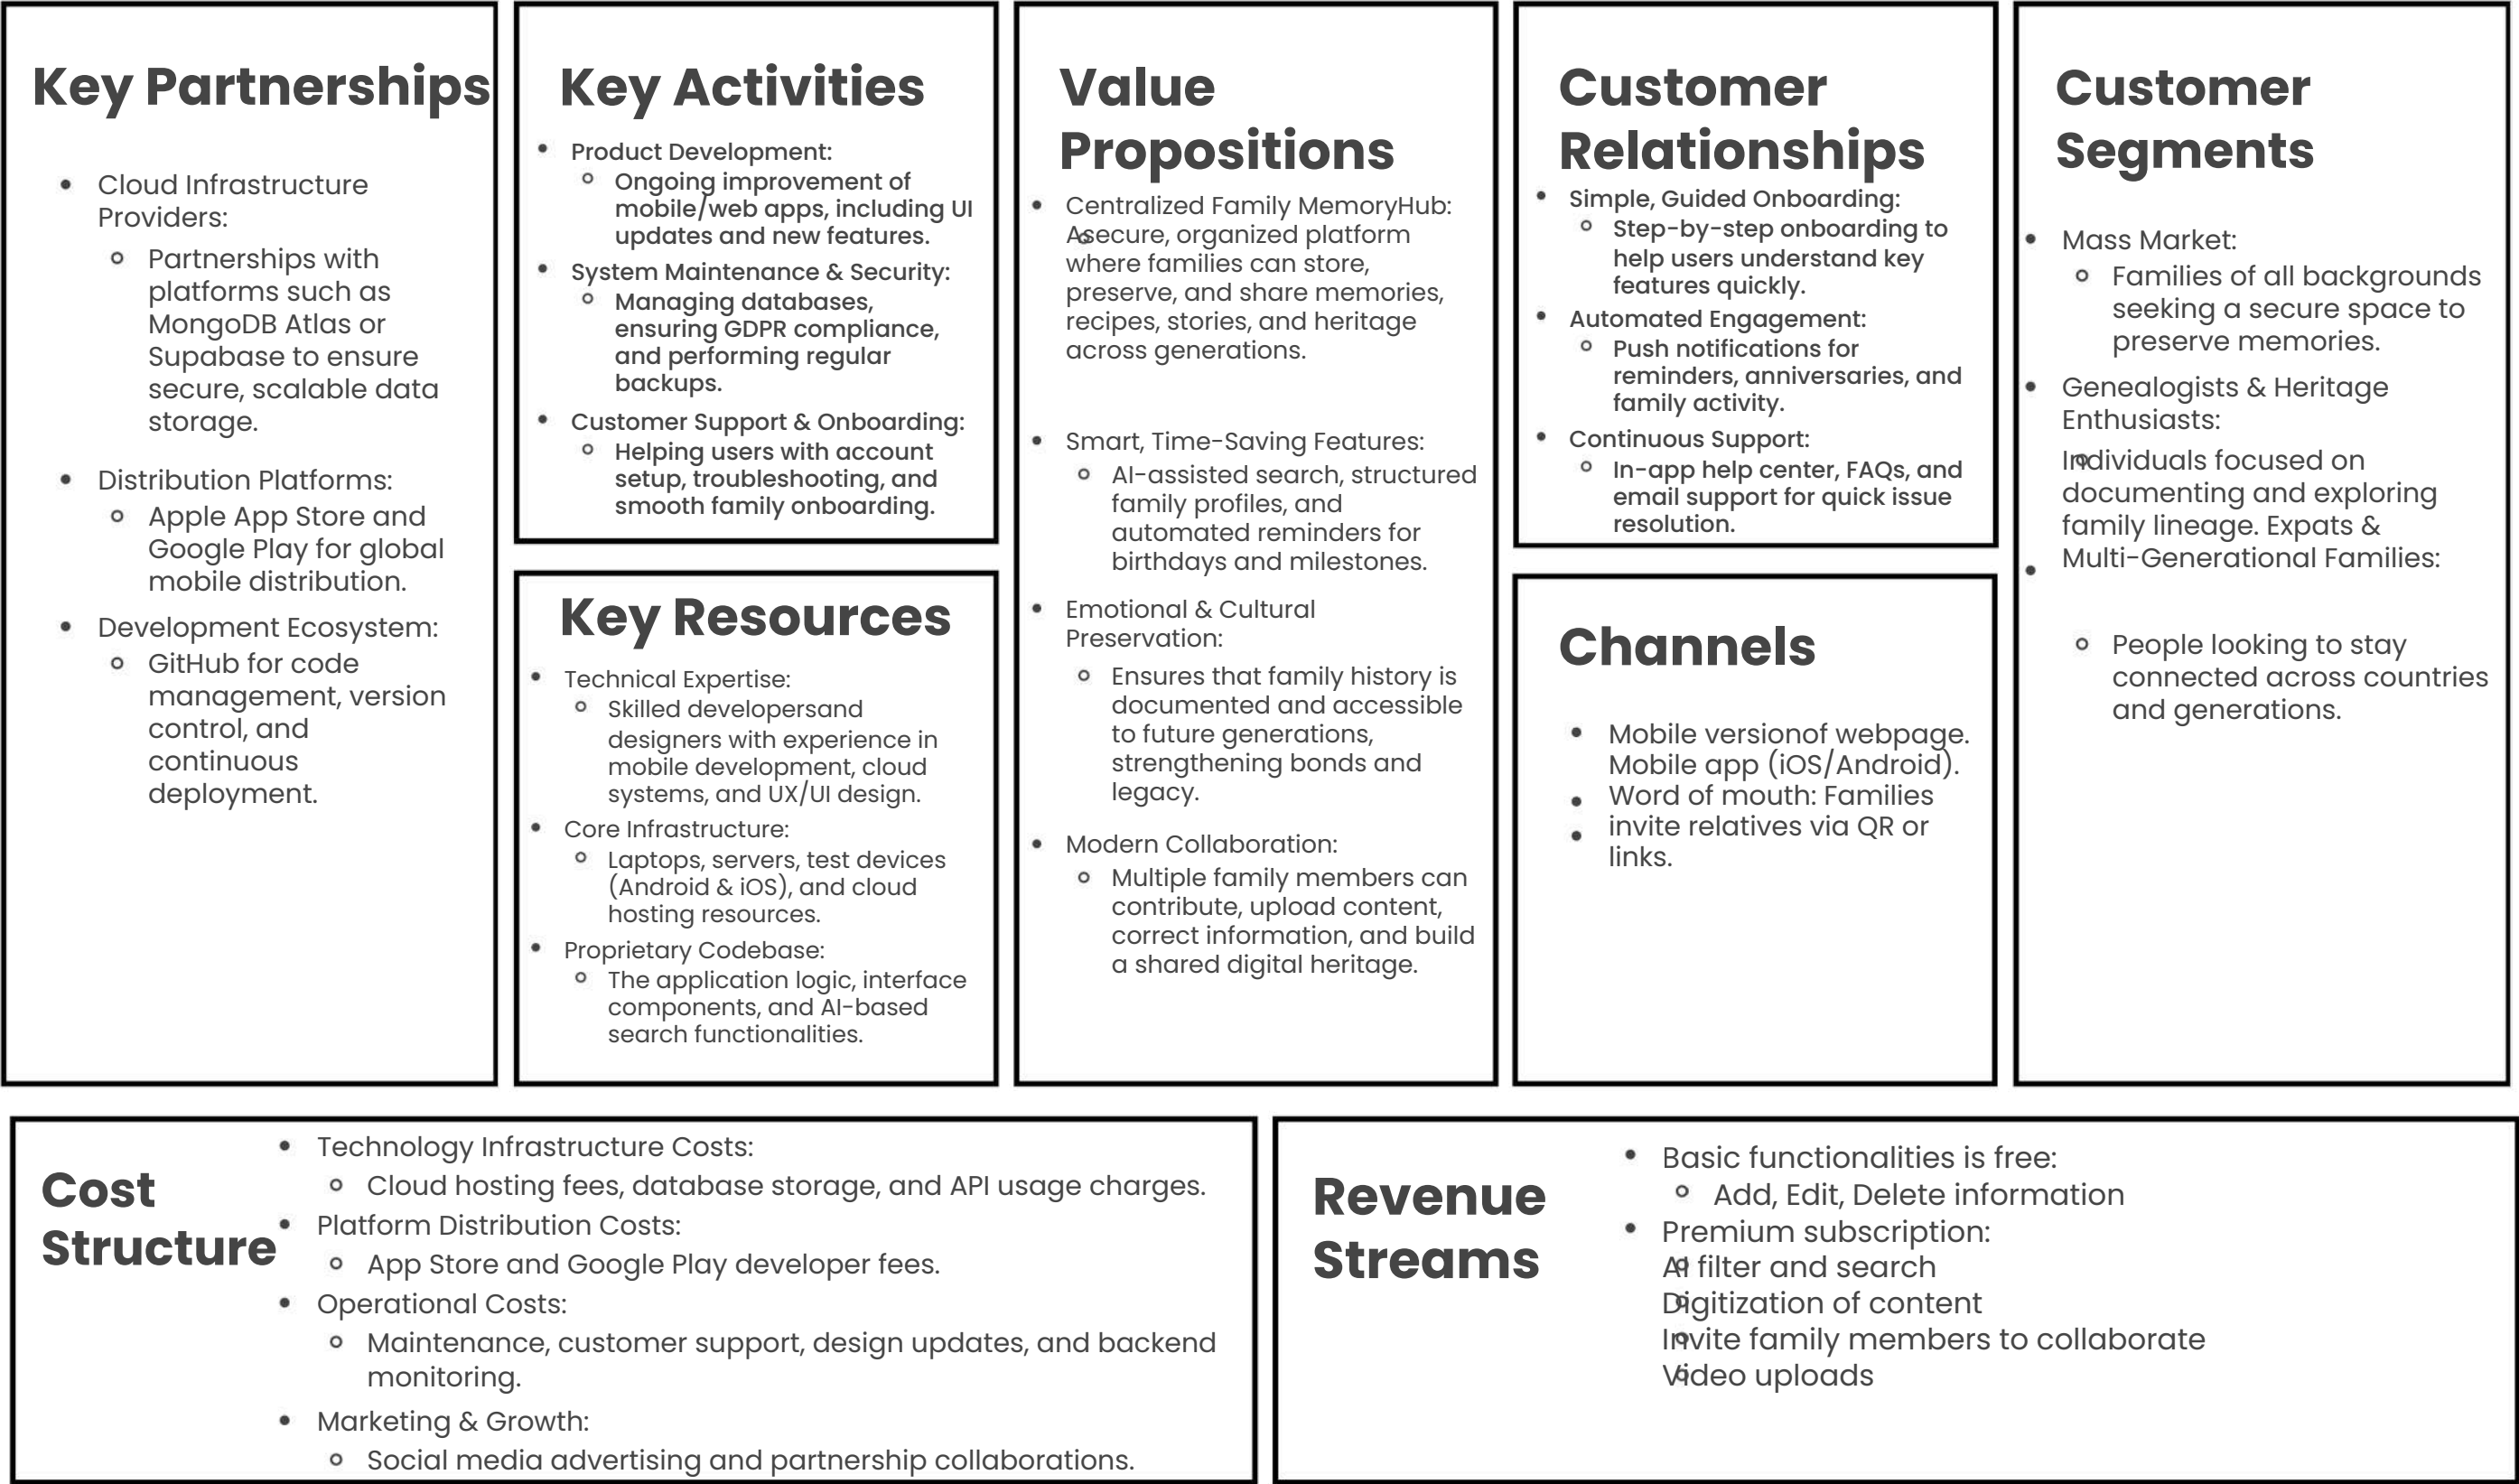 Key Partnerships
• Cloud Infrastructure
Providers:
○ Partnerships with
platforms such as
MongoDB Atlas or
Supabase to ensure
secure, scalable data
storage.
• Distribution Platforms:
○ Apple App Store and
Google Play for global
mobile distribution.
• Development Ecosystem:
○ GitHub for code
management, version
control, and
continuous
deployment.
Key Activities
• Product Development:
○ Ongoing improvement of
mobile/web apps, including UI
updates and new features.
• System Maintenance & Security:
○ Managing databases,
ensuring GDPR compliance,
and performing regular
backups.
• Customer Support & Onboarding:
○ Helping users with account
setup, troubleshooting, and
smooth family onboarding.
Key Resources
• Technical Expertise:
○ Skilled developersand
designers with experience in
mobile development, cloud
systems, and UX/UI design.
• Core Infrastructure:
○ Laptops, servers, test devices
(Android & iOS), and cloud
hosting resources.
• Proprietary Codebase:
○ The application logic, interface
components, and AI-based
search functionalities.
Value
Propositions
• Centralized Family MemoryHub:
○ Asecure, organized platform
where families can store,
preserve, and share memories,
recipes, stories, and heritage
across generations.
• Smart, Time-Saving Features:
○ AI-assisted search, structured
family profiles, and
automated reminders for
birthdays and milestones.
• Emotional & Cultural
Preservation:
○ Ensures that family history is
documented and accessible
to future generations,
strengthening bonds and
legacy.
• Modern Collaboration:
○ Multiple family members can
contribute, upload content,
correct information, and build
a shared digital heritage.
Customer
Relationships
• Simple, Guided Onboarding:
○ Step-by-step onboarding to
help users understand key
features quickly.
• Automated Engagement:
○ Push notifications for
reminders, anniversaries, and
family activity.
• Continuous Support:
○ In-app help center, FAQs, and
email support for quick issue
resolution.
Channels
• Mobile versionof webpage.
Mobile app (iOS/Android).
• Word of mouth: Families
• invite relatives via QR or
links.
Customer
Segments
• Mass Market:
○ Families of all backgrounds
seeking a secure space to
preserve memories.
• Genealogists & Heritage
Enthusiasts:
○ Individuals focused on
documenting and exploring
family lineage. Expats &
• Multi-Generational Families:
○ People looking to stay
connected across countries
and generations.
Cost
Structure
• Technology Infrastructure Costs:
○ Cloud hosting fees, database storage, and API usage charges.
• Platform Distribution Costs:
○ App Store and Google Play developer fees.
• Operational Costs:
○ Maintenance, customer support, design updates, and backend
monitoring.
• Marketing & Growth:
○ Social media advertising and partnership collaborations.
Revenue
Streams
• Basic functionalities is free:
○ Add, Edit, Delete information
• Premium subscription:
○ AI filter and search
○ Digitization of content
○ Invite family members to collaborate
○ Video uploads